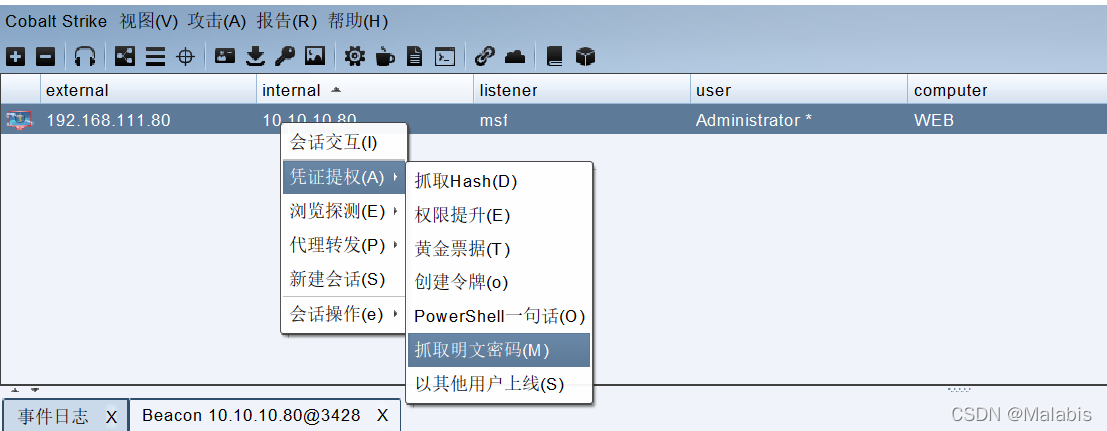 Cobalt Strike 视图(V) 攻击(A) 报告(R) 帮助(H)
external internal listener user computer
192.168.111.80 10.10.10.80 msf Administrator * WEB
会话交互(I)
凭证提权(A)
浏览探测(E)
代理转发(P)
新建会话(S)
会话操作(e)
抓取Hash(D)
权限提升(E)
黄金票据(T)
创建令牌(o)
PowerShell一句话(O)
抓取明文密码(M)
以其他用户上线(S)
事件日志 X Beacon 10.10.10.80@3428 X
CSDN @Malabis